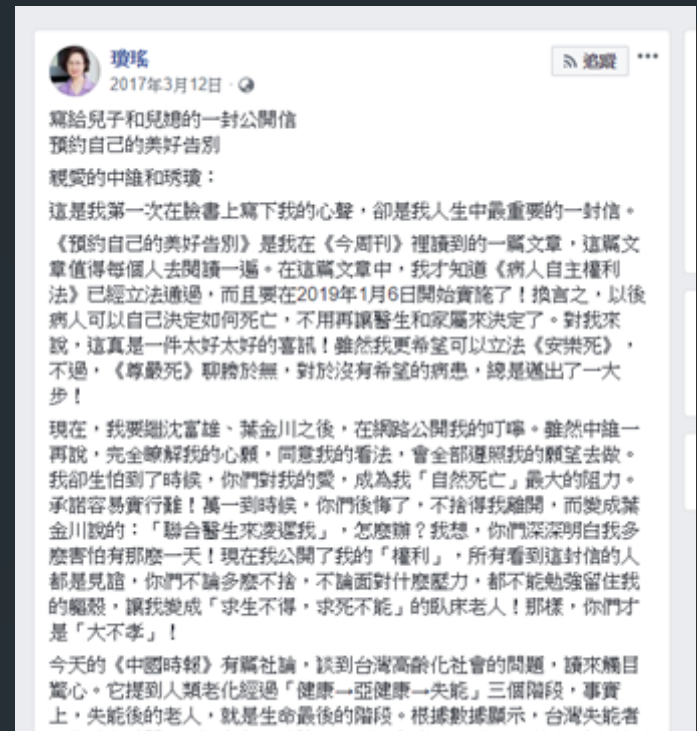 瓊瑤
追蹤
2017年3月12日
寫給兒子和兒媳的一封公開信
預約自己的美好告別
親愛的中維和琇瓊：
這是我第一次在臉書上寫下我的心聲，卻是我人生中最重要的一封信。
《預約自己的美好告別》是我在《今周刊》裡讀到的一篇文章，這篇文
章值得每個人去閱讀一遍。在這篇文章中，我才知道《病人自主權利
法》已經立法通過，而且要在2019年1月6日開始實施了！換言之，以後
病人可以自己決定如何死亡，不用再讓醫生和家屬來決定了。對我來
說，這真是一件太好太好的喜訊！雖然我更希望可以立法《安樂死》，
不過，《尊嚴死》聊勝於無，對於沒有希望的病患，總是邁出了一大
步！
現在，我要繼沈富雄、葉金川之後，在網路公開我的叮嚀。雖然中維一
再說，完全瞭解我的心願，同意我的看法，會全部遵照我的願望去做。
我卻生怕到了時候，你們對我的愛，成為我「自然死亡」最大的阻力。
承諾容易實行難！萬一到時候，你們後悔了，不捨得我離開，而變成葉
金川說的：「聯合醫生來凌遲我」，怎麼辦？我想，你們深深明白我多
麼害怕有那麼一天！現在我公開了我的「權利」，所有看到這封信的人
都是見證，你們不論多麼不捨，不論面對什麼壓力，都不能勉強留住我
的軀殼，讓我變成「求生不得，求死不能」的臥床老人！那樣，你們才
是「大不孝」！
今天的《中國時報》有篇社論，談到台灣高齡化社會的問題，讀來觸目
驚心。它提到人類老化經過「健康→亞健康→失能」三個階段，事實
上，失能後的老人，就是生命最後的階段。根據數據顯示，台灣失能者